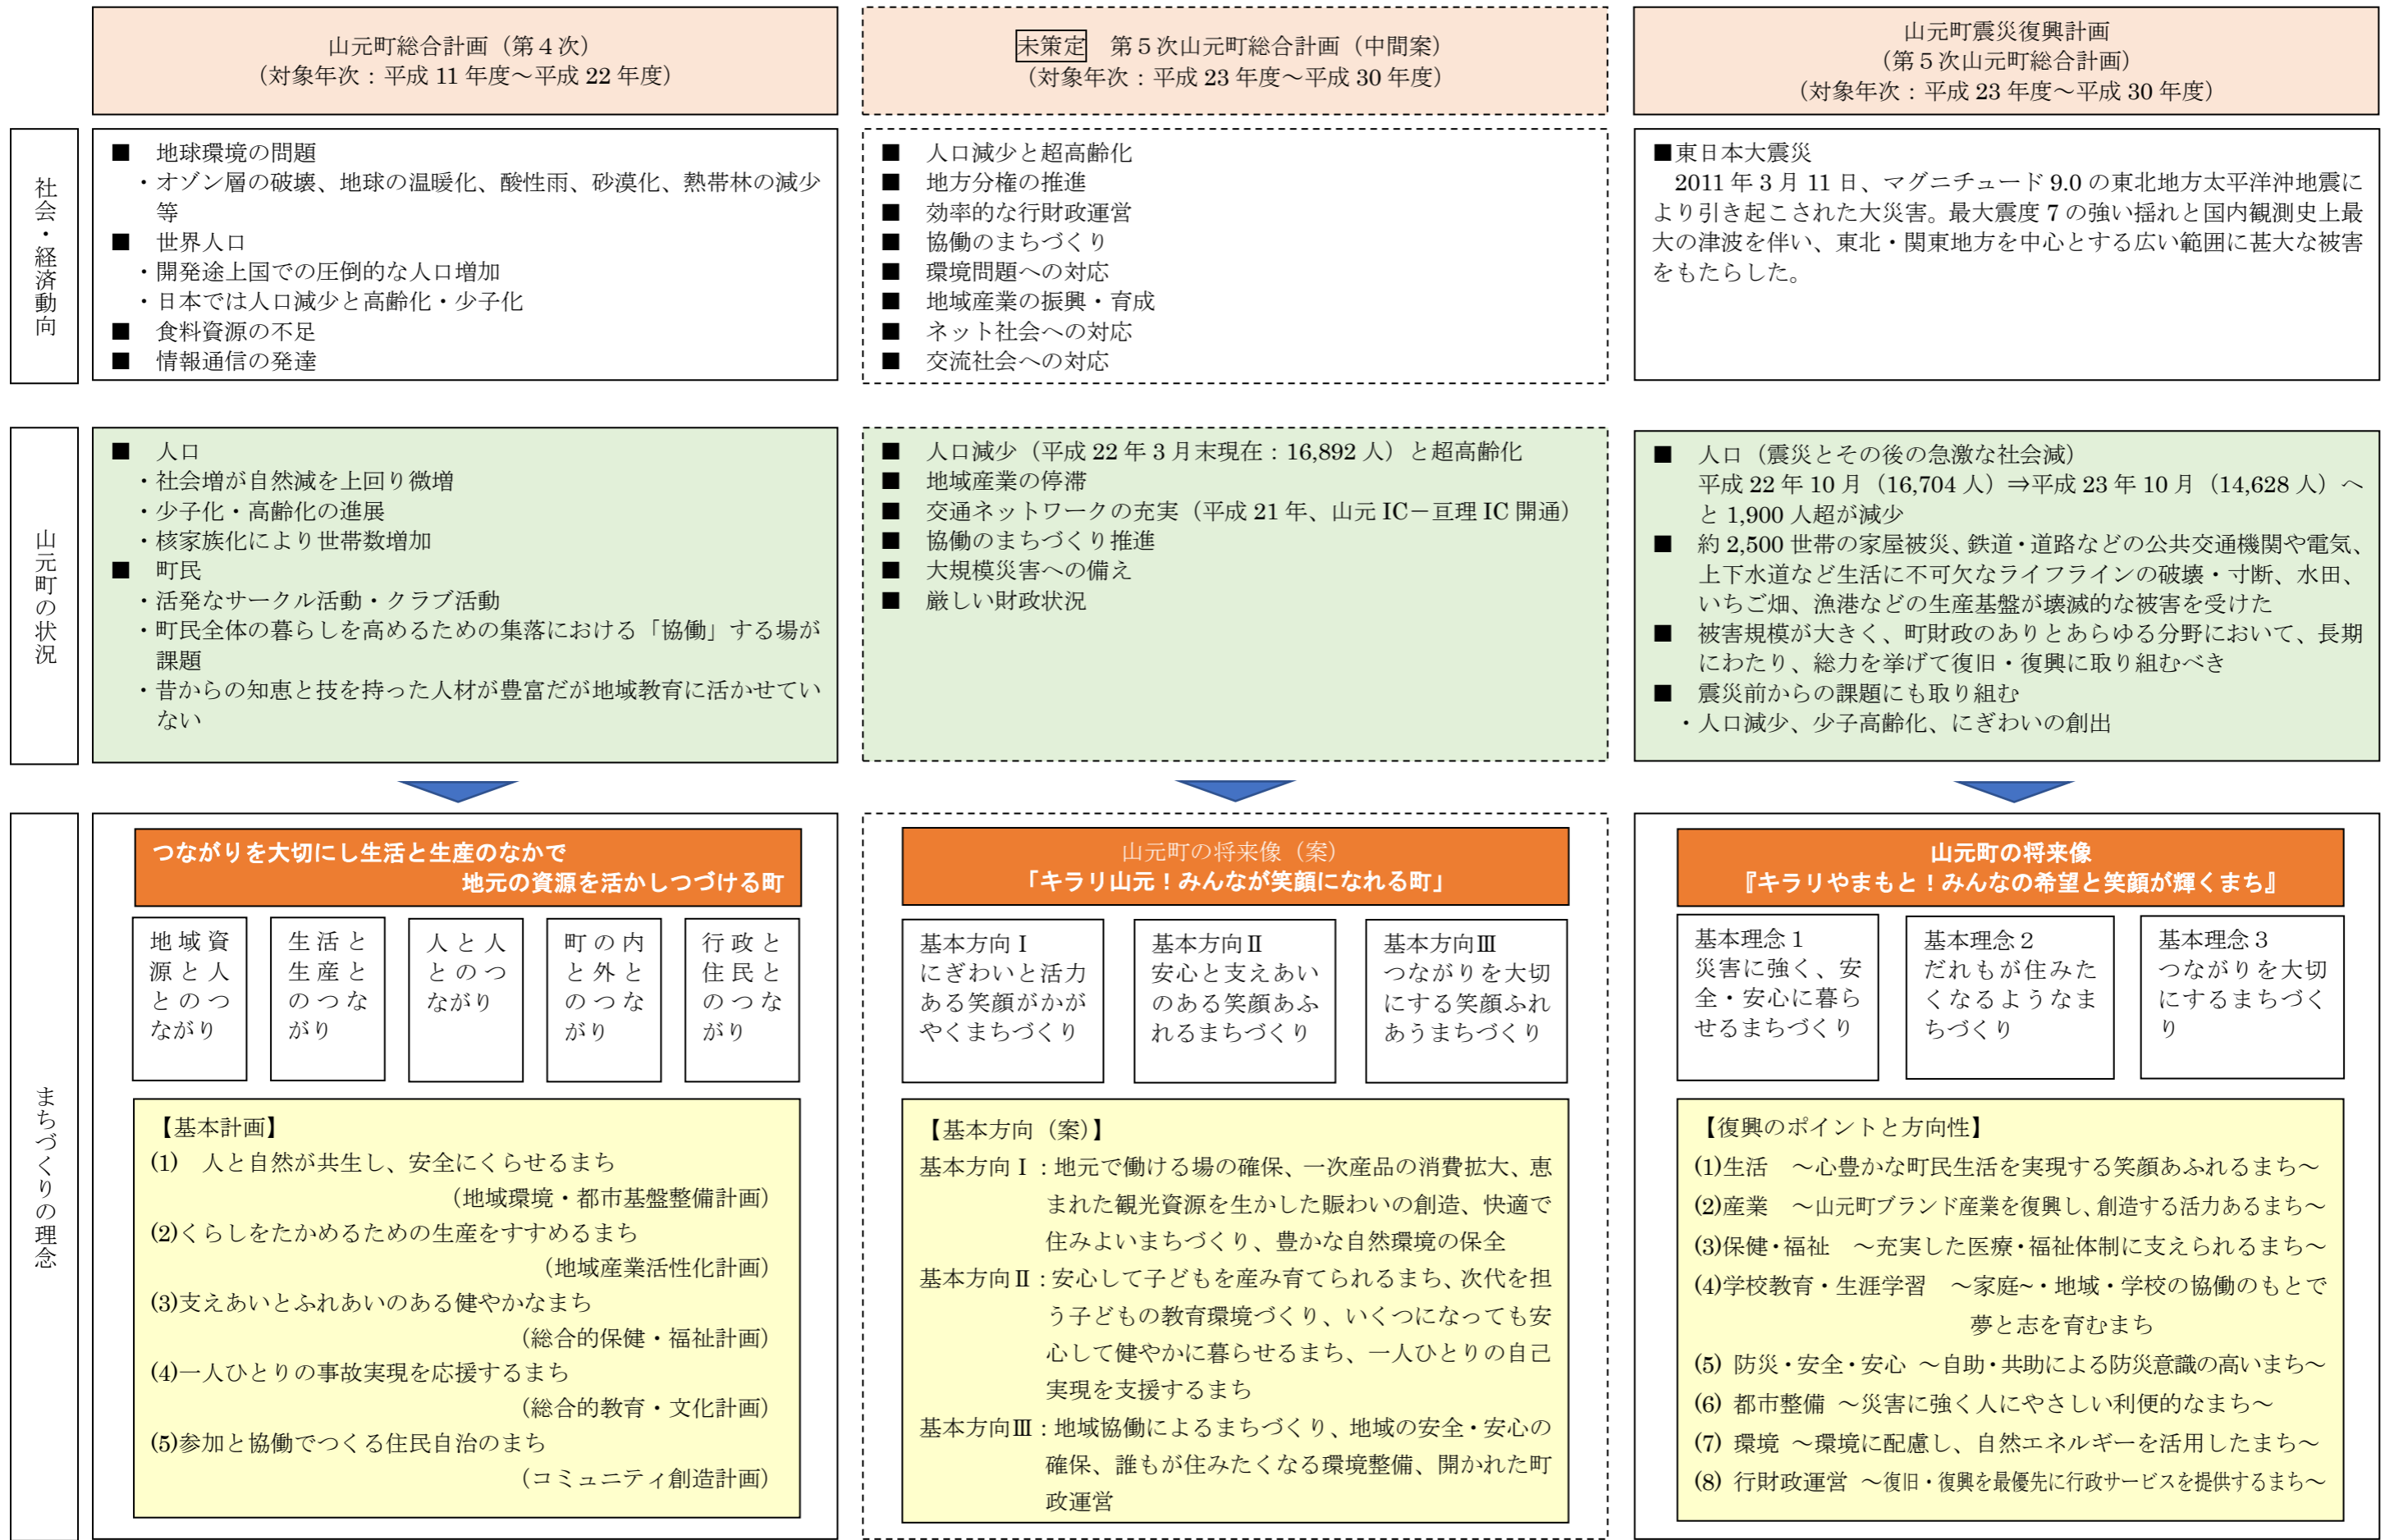 山元町総合計画（第４次）
（対象年次：平成 11 年度～平成 22 年度）
未策定　第５次山元町総合計画（中間案）
（対象年次：平成 23 年度～平成 30 年度）
山元町震災復興計画
（第５次山元町総合計画）
（対象年次：平成 23 年度～平成 30 年度）
社会・経済動向
■　地球環境の問題
・オゾン層の破壊、地球の温暖化、酸性雨、砂漠化、熱帯林の減少
等
■　世界人口
・開発途上国での圧倒的な人口増加
・日本では人口減少と高齢化・少子化
■　食料資源の不足
■　情報通信の発達
■　人口減少と超高齢化
■　地方分権の推進
■　効率的な行財政運営
■　協働のまちづくり
■　環境問題への対応
■　地域産業の振興・育成
■　ネット社会への対応
■　交流社会への対応
■東日本大震災
2011 年 3 月 11 日、マグニチュード 9.0 の東北地方太平洋沖地震に
より引き起こされた大災害。最大震度 7 の強い揺れと国内観測史上最
大の津波を伴い、東北・関東地方を中心とする広い範囲に甚大な被害
をもたらした。
山元町の状況
■　人口
・社会増が自然減を上回り微増
・少子化・高齢化の進展
・核家族化により世帯数増加
■　町民
・活発なサークル活動・クラブ活動
・町民全体の暮らしを高めるための集落における「協働」する場が
課題
・昔からの知恵と技を持った人材が豊富だが地域教育に活かせてい
ない
■　人口減少（平成 22 年 3 月末現在：16,892 人）と超高齢化
■　地域産業の停滞
■　交通ネットワークの充実（平成 21 年、山元 IC－亘理 IC 開通）
■　協働のまちづくり推進
■　大規模災害への備え
■　厳しい財政状況
■　人口（震災とその後の急激な社会減）
平成 22 年 10 月（16,704 人）⇒平成 23 年 10 月（14,628 人）へ
と 1,900 人超が減少
■　約 2,500 世帯の家屋被災、鉄道・道路などの公共交通機関や電気、
上下水道など生活に不可欠なライフラインの破壊・寸断、水田、
いちご畑、漁港などの生産基盤が壊滅的な被害を受けた
■　被害規模が大きく、町財政のありとあらゆる分野において、長期
にわたり、総力を挙げて復旧・復興に取り組むべき
■　震災前からの課題にも取り組む
・人口減少、少子高齢化、にぎわいの創出
まちづくりの理念
つながりを大切にし生活と生産のなかで
地元の資源を活かしつづける町
地域資
源と人
とのつ
ながり
生活と
生産と
のつな
がり
人と人
とのつ
ながり
町の内
と外と
のつな
がり
行政と
住民と
のつな
がり
【基本計画】
(1)　人と自然が共生し、安全にくらせるまち
（地域環境・都市基盤整備計画）
(2)くらしをたかめるための生産をすすめるまち
（地域産業活性化計画）
(3)支えあいとふれあいのある健やかなまち
（総合的保健・福祉計画）
(4)一人ひとりの事故実現を応援するまち
（総合的教育・文化計画）
(5)参加と協働でつくる住民自治のまち
（コミュニティ創造計画）
山元町の将来像（案）
「キラリ山元！みんなが笑顔になれる町」
基本方向Ⅰ
にぎわいと活力
ある笑顔がかが
やくまちづくり
基本方向Ⅱ
安心と支えあい
のある笑顔あふ
れるまちづくり
基本方向Ⅲ
つながりを大切
にする笑顔ふれ
あうまちづくり
【基本方向（案）】
基本方向Ⅰ：地元で働ける場の確保、一次産品の消費拡大、恵
まれた観光資源を生かした賑わいの創造、快適で
住みよいまちづくり、豊かな自然環境の保全
基本方向Ⅱ：安心して子どもを産み育てられるまち、次代を担
う子どもの教育環境づくり、いくつになっても安
心して健やかに暮らせるまち、一人ひとりの自己
実現を支援するまち
基本方向Ⅲ：地域協働によるまちづくり、地域の安全・安心の
確保、誰もが住みたくなる環境整備、開かれた町
政運営
山元町の将来像
『キラリやまもと！みんなの希望と笑顔が輝くまち』
基本理念１
災害に強く、安
全・安心に暮ら
せるまちづくり
基本理念２
だれもが住みた
くなるようなま
ちづくり
基本理念３
つながりを大切
にするまちづく
り
【復興のポイントと方向性】
(1)生活　～心豊かな町民生活を実現する笑顔あふれるまち～
(2)産業　～山元町ブランド産業を復興し、創造する活力あるまち～
(3)保健・福祉　～充実した医療・福祉体制に支えられるまち～
(4)学校教育・生涯学習　～家庭~・地域・学校の協働のもとで
夢と志を育むまち
(5) 防災・安全・安心 ～自助・共助による防災意識の高いまち～
(6) 都市整備 ～災害に強く人にやさしい利便的なまち～
(7) 環境 ～環境に配慮し、自然エネルギーを活用したまち～
(8) 行財政運営 ～復旧・復興を最優先に行政サービスを提供するまち～